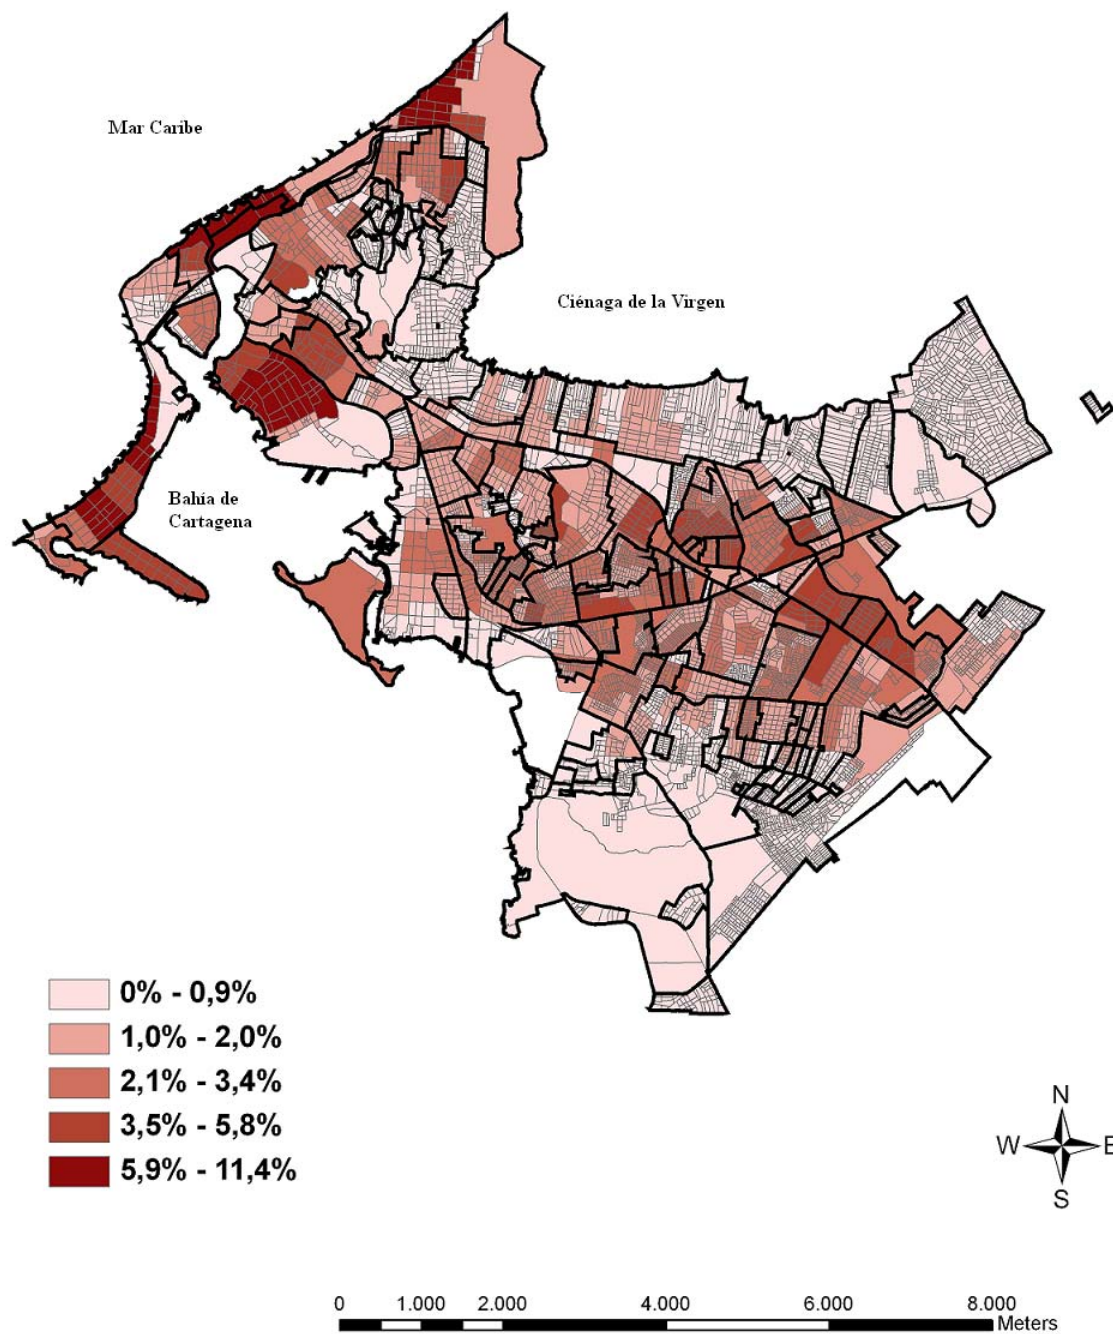 Mar Caribe
Ciénaga de la Virgen
Bahía de
Cartagena
0% - 0,9%
1,0% - 2,0%
2,1% - 3,4%
3,5% - 5,8%
5,9% - 11,4%
N
W E
S
0 1.000 2.000 4.000 6.000 8.000
Meters